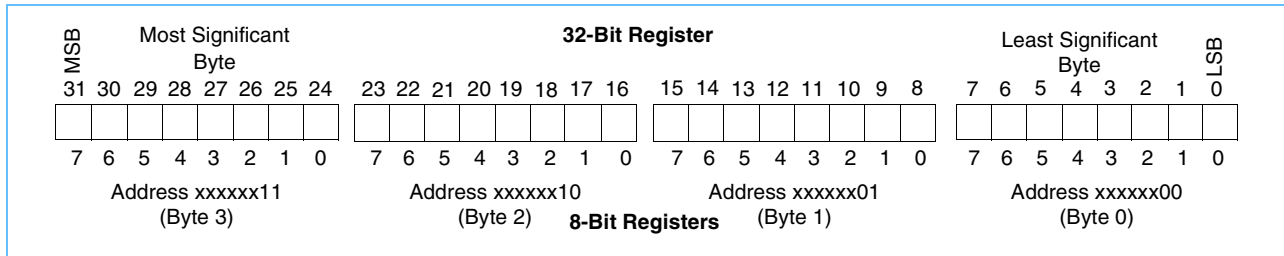 MSB
Most Significant
Byte
32-Bit Register
Least Significant
Byte
LSB
31 30 29 28 27 26 25 24 23 22 21 20 19 18 17 16 15 14 13 12 11 10 9 8 7 6 5 4 3 2 1 0
7 6 5 4 3 2 1 0 7 6 5 4 3 2 1 0 7 6 5 4 3 2 1 0 7 6 5 4 3 2 1 0
Address xxxxxx11 Address xxxxxx10 Address xxxxxx01 Address xxxxxx00
(Byte 3) (Byte 2) (Byte 1) (Byte 0)
8-Bit Registers